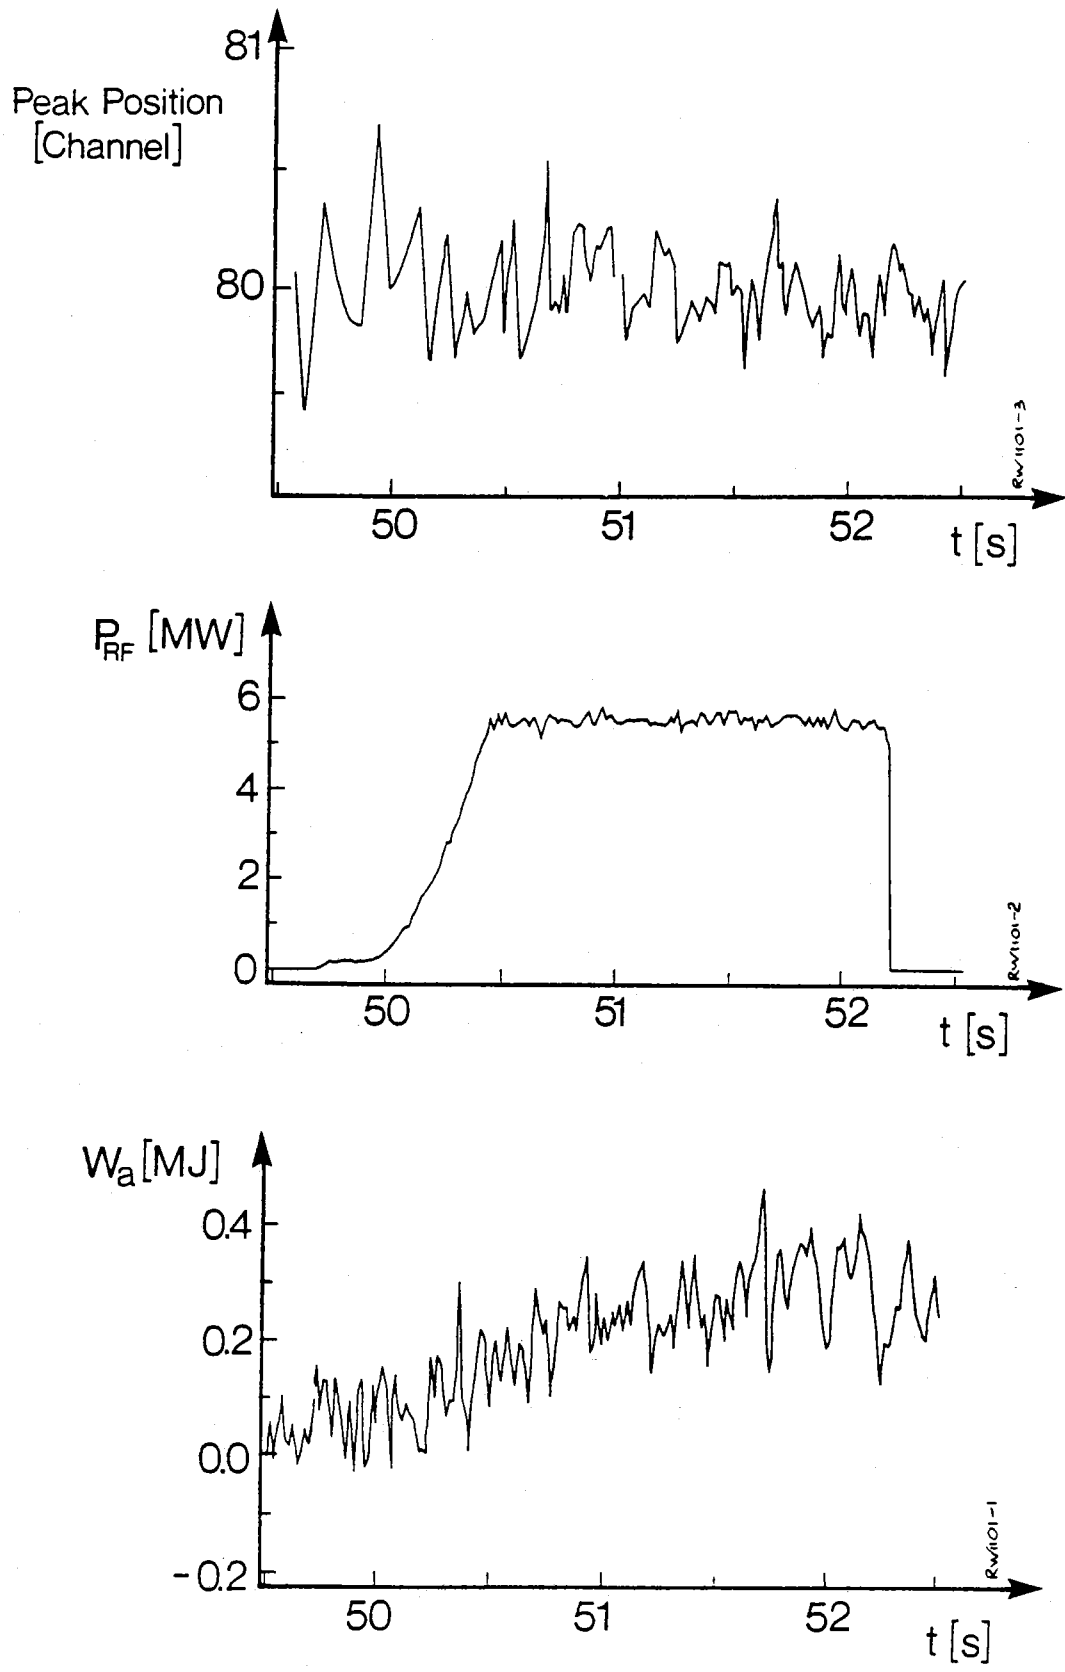 81
Peak Position
[Channel]
80
50
51
52
t [s]
RW1101-3
P_RF [MW]
6
4
2
0
50
51
52
t [s]
RW1101-2
W_a [MJ]
0.4
0.2
0.0
-0.2
50
51
52
t [s]
RW1101-1